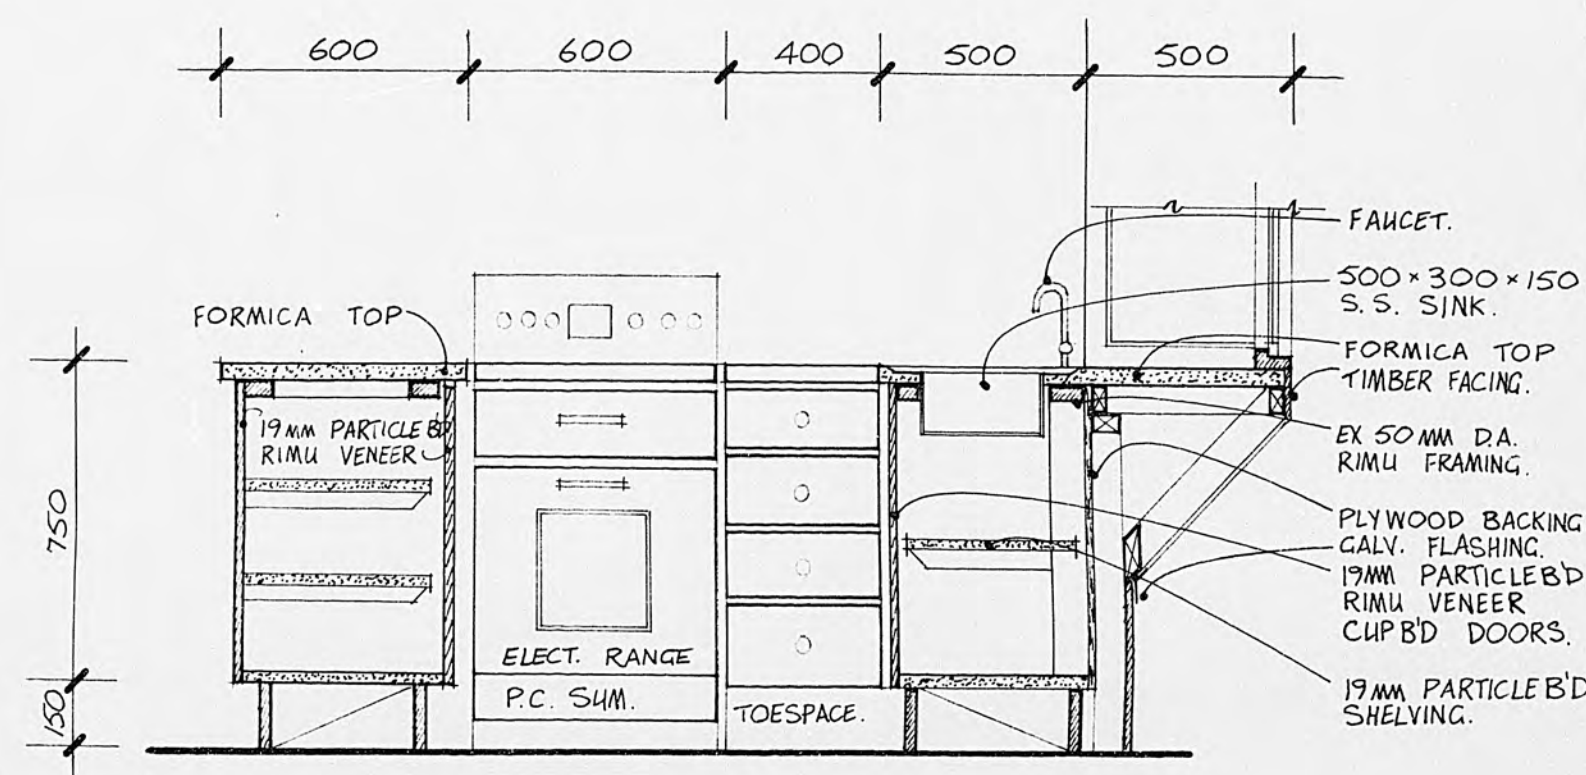 600 600 400 500 500
FAUCET.
500 × 300 × 150
S. S. SINK.
FORMICA TOP
FORMICA TOP
TIMBER FACING.
19MM PARTICLE B'D
RIMU VENEER
EX 50 MM D.A.
RIMU FRAMING.
750
PLYWOOD BACKING
GALV. FLASHING.
19MM PARTICLEB'D
RIMU VENEER
CUPB'D DOORS.
ELECT. RANGE
P.C. SUM.
TOESPACE.
150
19MM PARTICLEB'D
SHELVING.